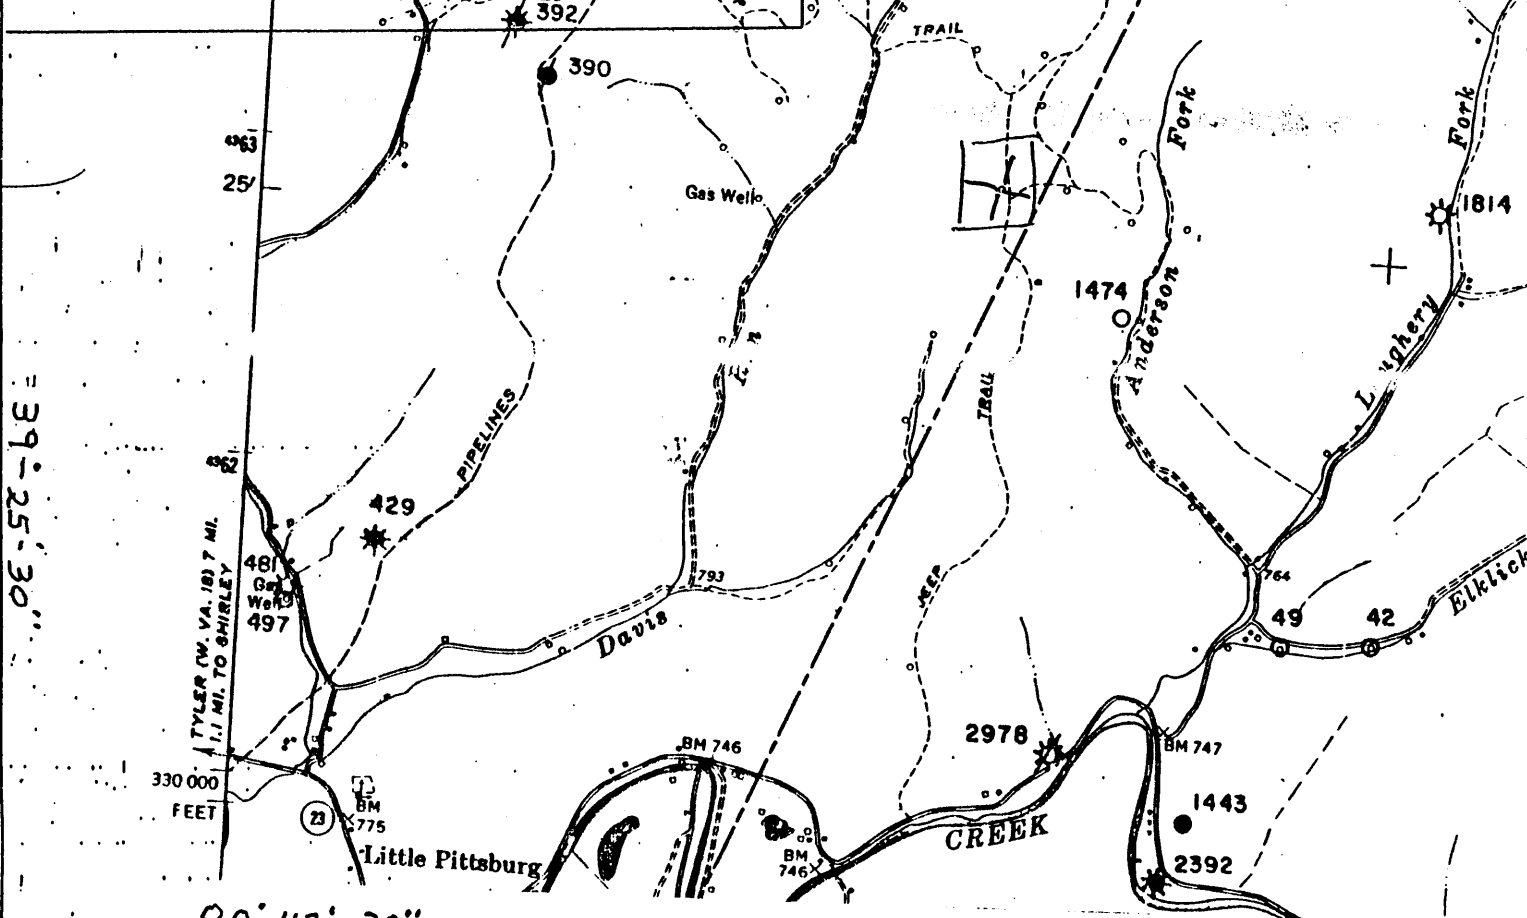 392
390
TRAIL
Fork
Fork
4363
25'
Gas Well
1814
1474
Anderson
PIPELINES
TRAIL
4362
429
= 39°-25'-30"
TYLER (W. VA. 18) 7 MI.
1.1 MI. TO SHIRLEY
481
Gas
Well
497
793
JEEP
764
Davis
49
42
Elklick
2978
BM 746
BM 747
330 000
FEET
23
BM
775
1443
CREEK
Little Pittsburg
BM
746
2392